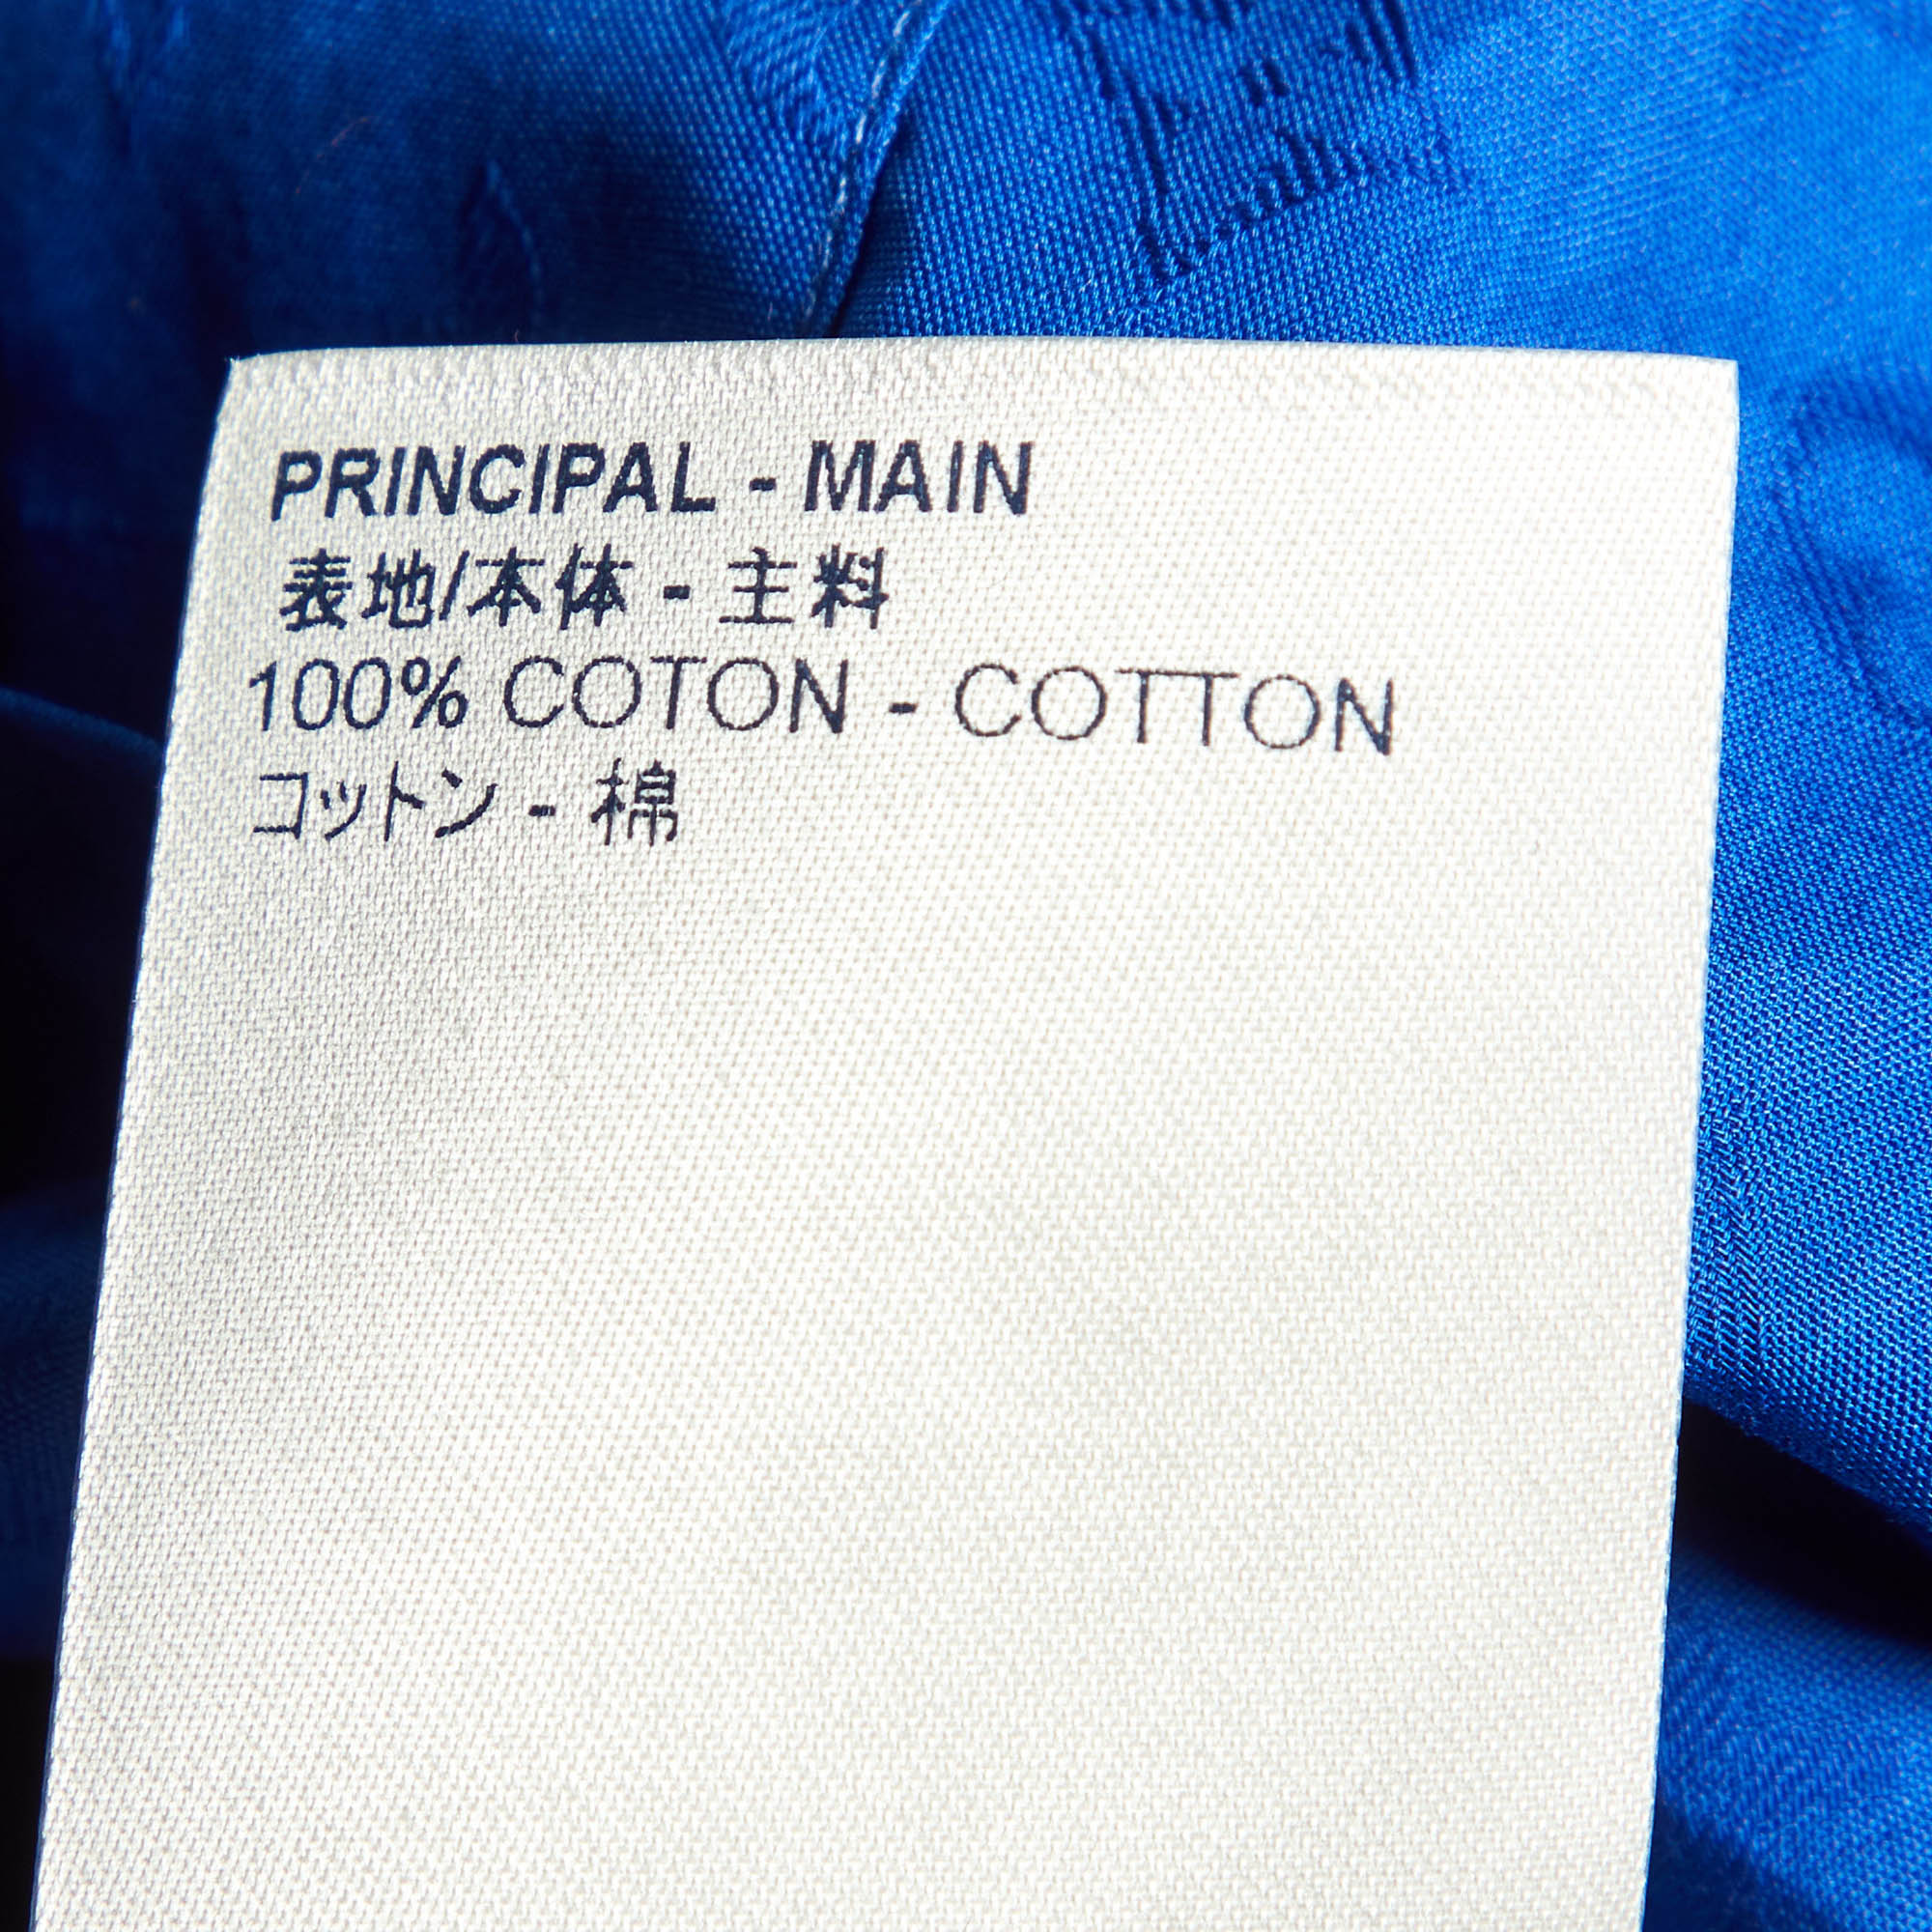 PRINCIPAL - MAIN
表地/本体 - 主料
100% COTON - COTTON
コットン - 棉